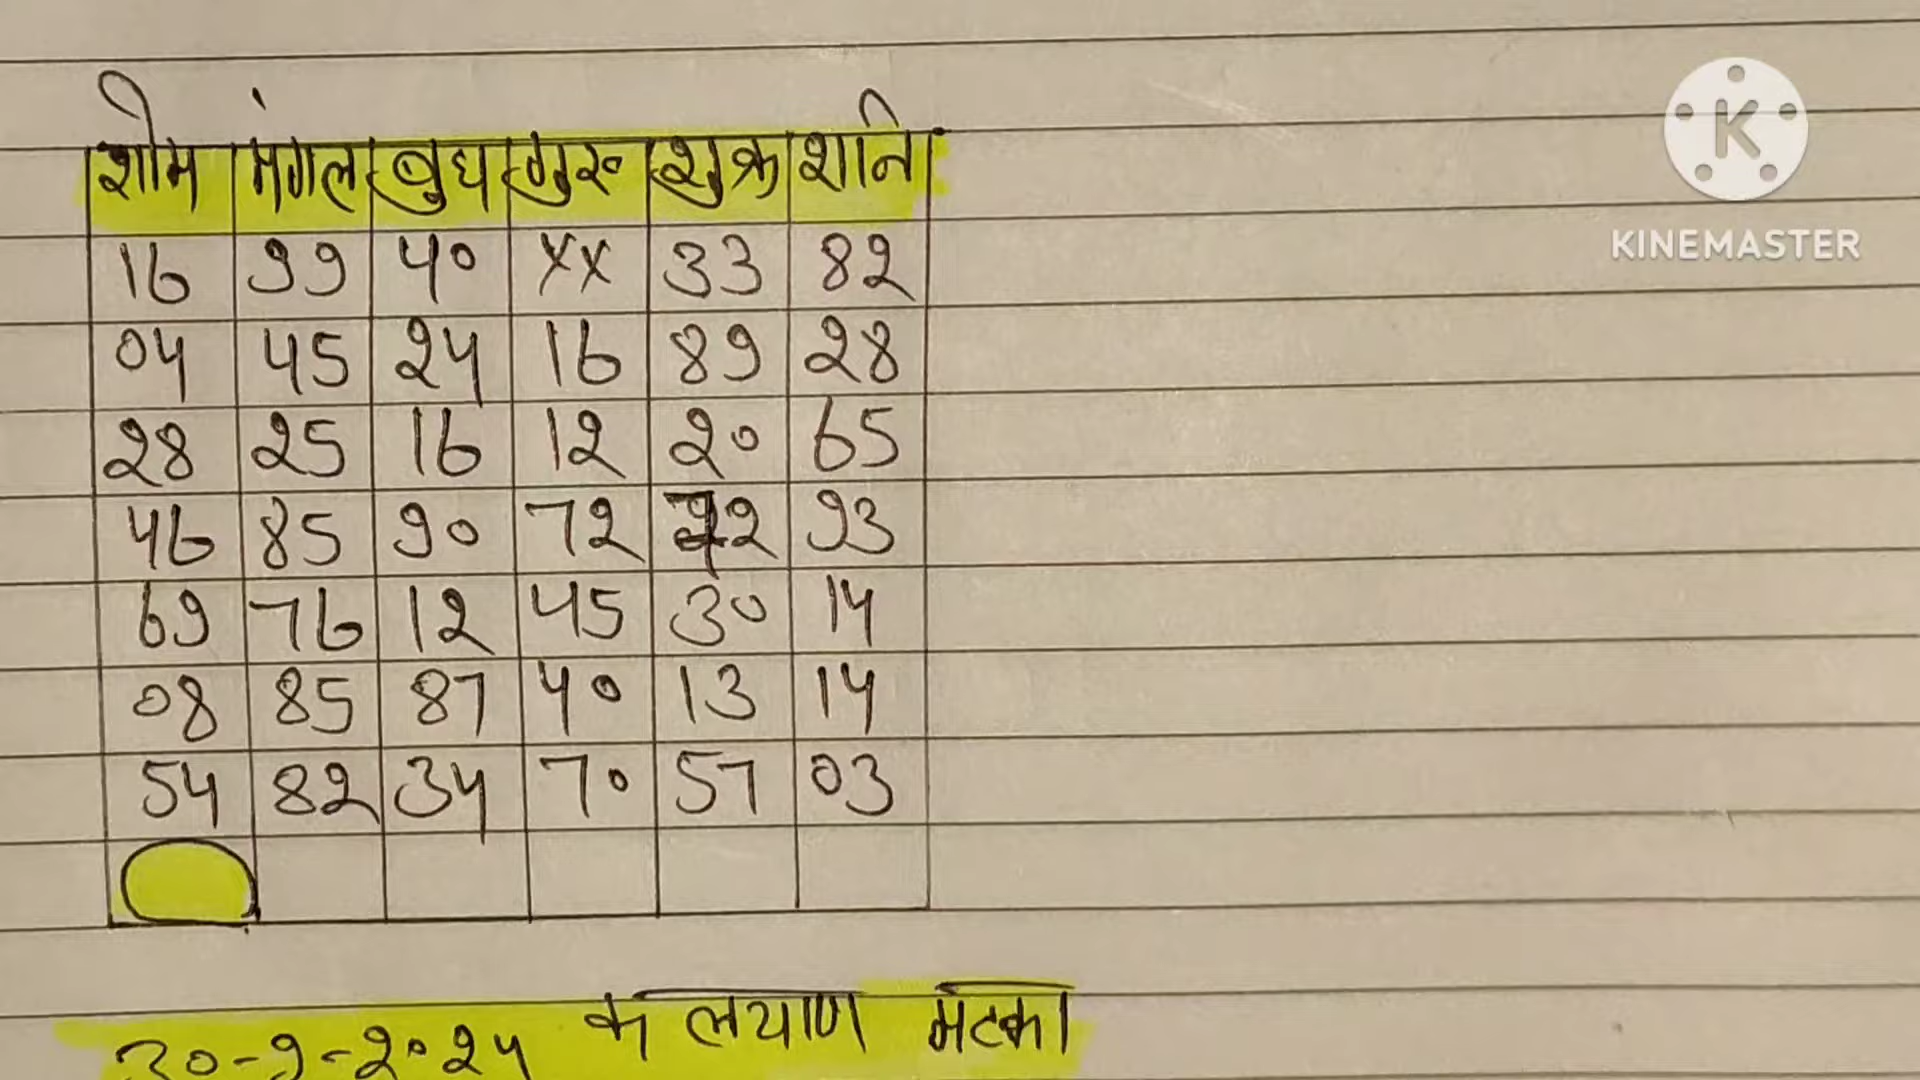 शोम मंगल बुध गुरु शुक्र शनि
16 99 40 XX 33 82
04 45 24 16 89 28
28 25 16 12 20 65
46 85 90 72 22 93
69 76 12 45 30 14
08 85 87 40 13 14
54 82 34 70 57 03
30-9-2024 कलयाण मटका
K
KINEMASTER